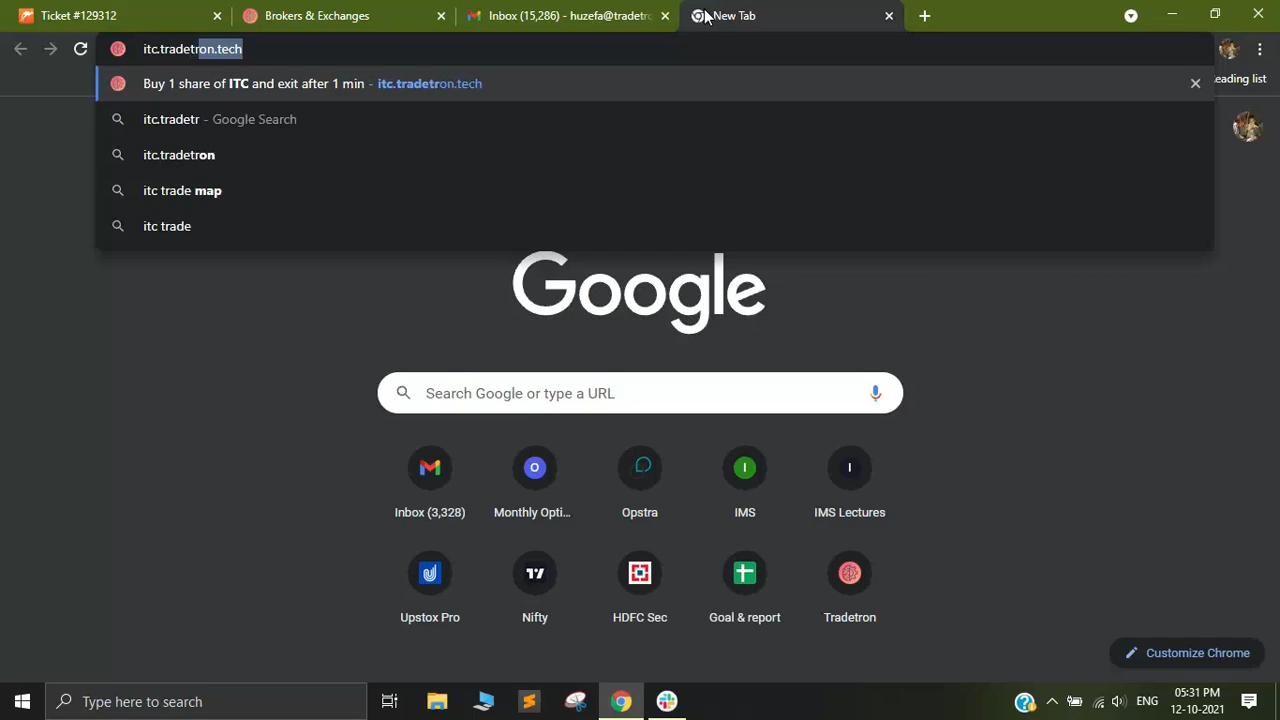 Ticket #129312
Brokers & Exchanges
Inbox (15,286) - huzefa@tradetr
New Tab
itc.tradetron.tech
Buy 1 share of ITC and exit after 1 min - itc.tradetron.tech
eading list
itc.tradetr - Google Search
itc.tradetron
itc trade map
itc trade
Google
Search Google or type a URL
Inbox (3,328)
Monthly Opti...
Opstra
IMS
IMS Lectures
Upstox Pro
Nifty
HDFC Sec
Goal & report
Tradetron
Customize Chrome
Type here to search
ENG
05:31 PM
12-10-2021